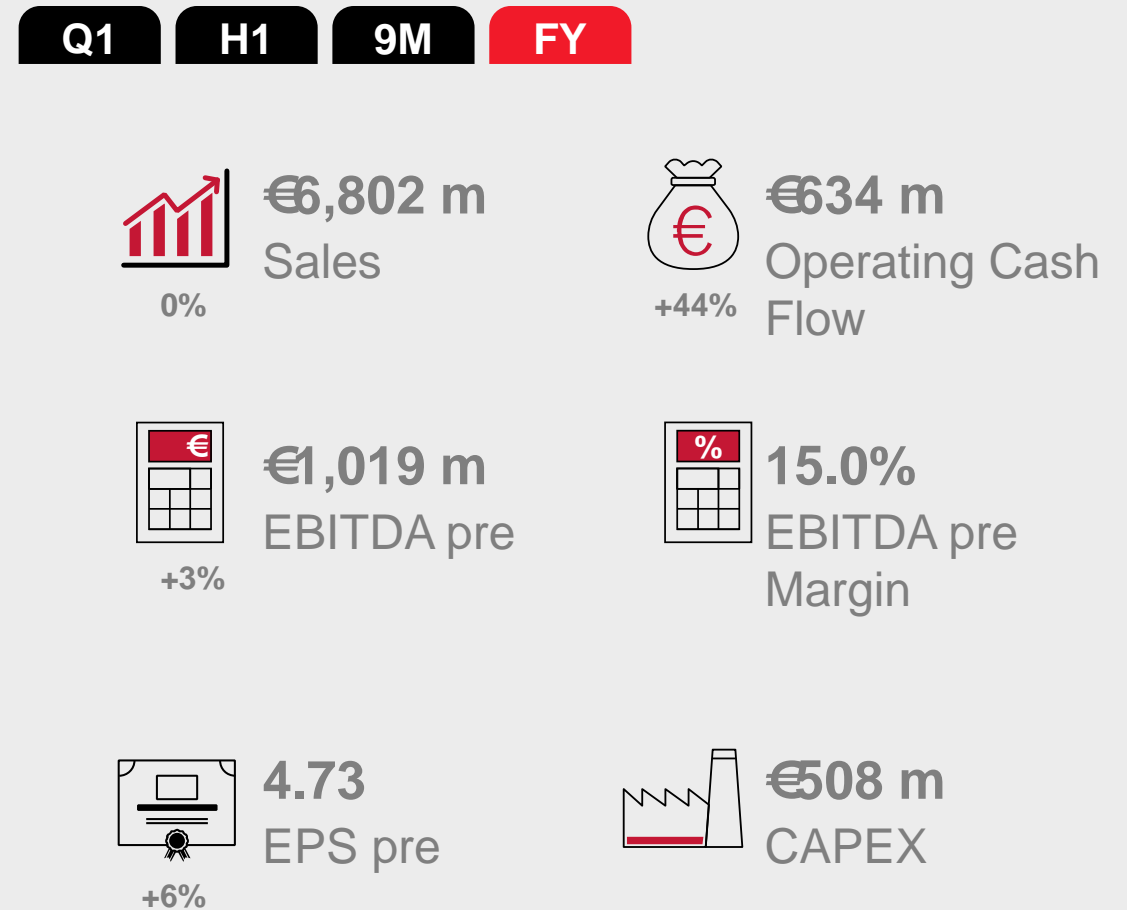 Q1 H1 9M FY
€6,802 m
Sales
0%
€
€634 m
Operating Cash
Flow
+44%
€
€1,019 m
EBITDA pre
+3%
%
15.0%
EBITDA pre
Margin
4.73
EPS pre
+6%
€508 m
CAPEX